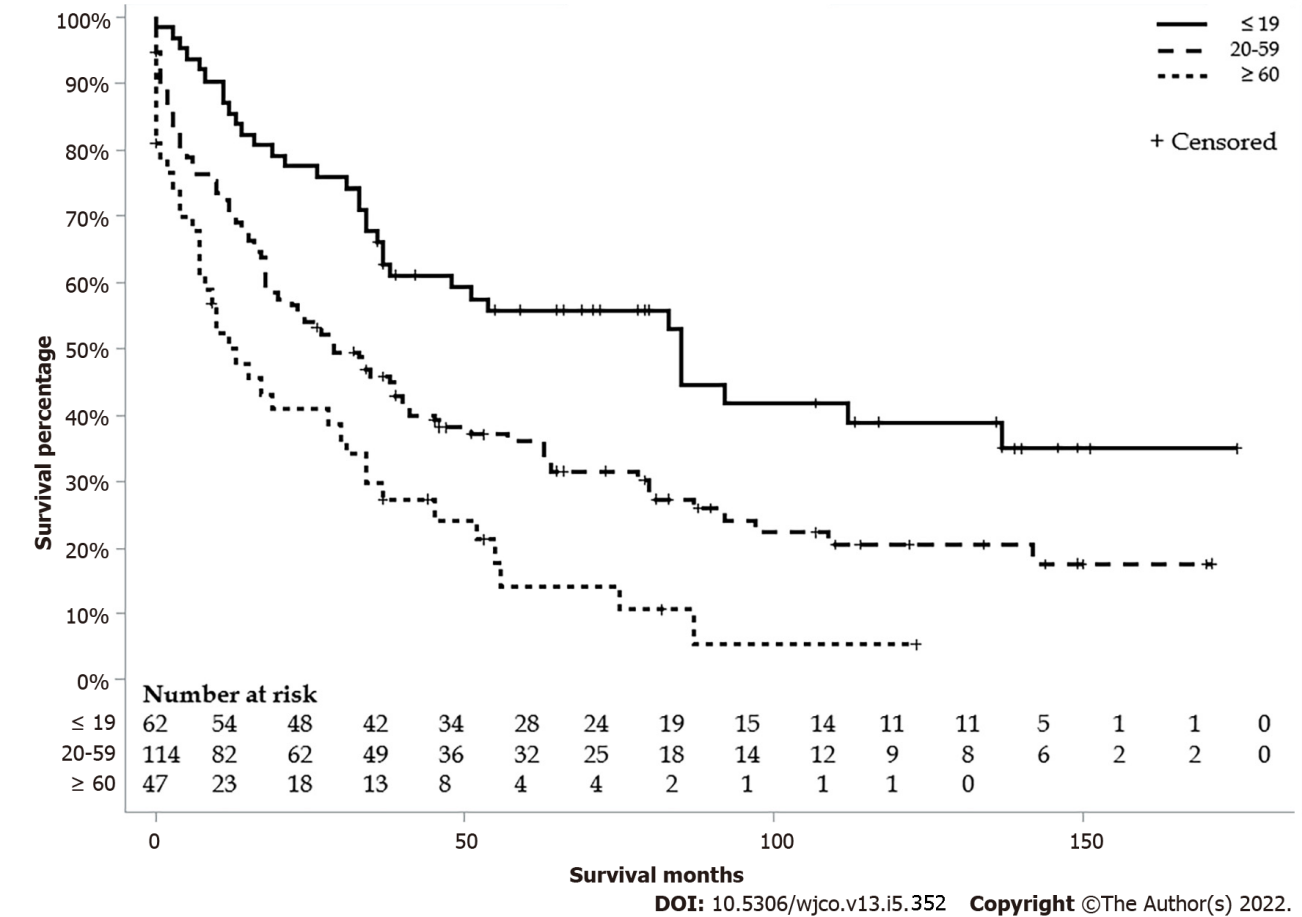 100%
90%
80%
70%
60%
50%
40%
30%
20%
10%
0%
Survival percentage
≤ 19
20-59
≥ 60
+ Censored
Number at risk
≤ 19 62 54 48 42 34 28 24 19 15 14 11 11 5 1 1 0
20-59 114 82 62 49 36 32 25 18 14 12 9 8 6 2 2 0
≥ 60 47 23 18 13 8 4 4 2 1 1 1 0
0 50 100 150
Survival months
DOI: 10.5306/wjco.v13.i5.352 Copyright ©The Author(s) 2022.